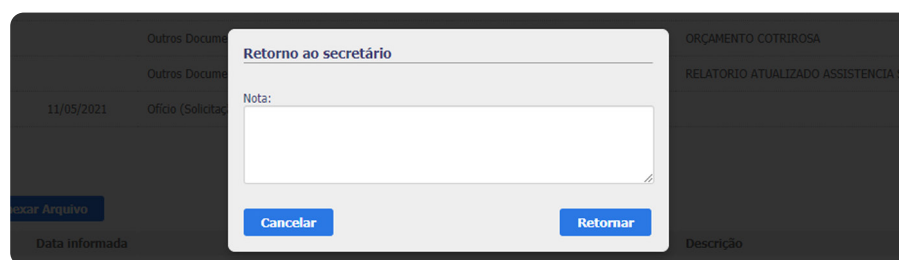 Outros Docume
ORÇAMENTO COTRIROSA
Retorno ao secretário
Outros Docume
RELATORIO ATUALIZADO ASSISTENCIA
Nota:
11/05/2021 Ofício (Solicitaç
exar Arquivo
Cancelar Retornar
Data informada Descrição